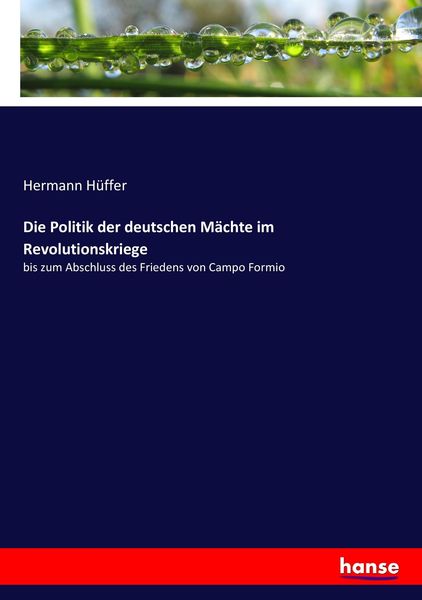 Hermann Hüffer
Die Politik der deutschen Mächte im
Revolutionskriege
bis zum Abschluss des Friedens von Campo Formio
hanse